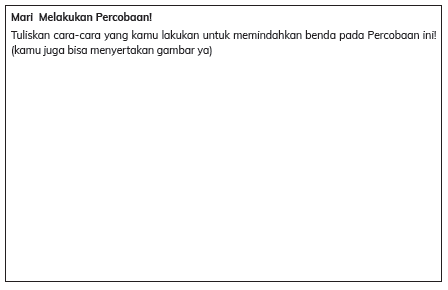 Mari Melakukan Percobaan!
Tuliskan cara-cara yang kamu lakukan untuk memindahkan benda pada Percobaan ini!
(kamu juga bisa menyertakan gambar ya)